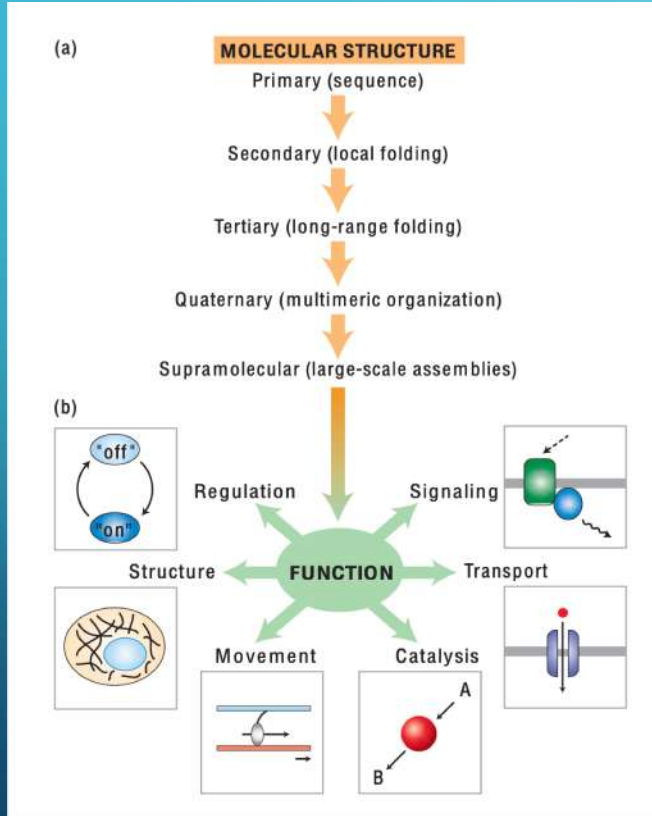 (a)
MOLECULAR STRUCTURE
Primary (sequence)
Secondary (local folding)
Tertiary (long-range folding)
Quaternary (multimeric organization)
Supramolecular (large-scale assemblies)
(b)
"off"
"on"
Regulation
Signaling
Structure
FUNCTION
Transport
Movement
Catalysis
A
B